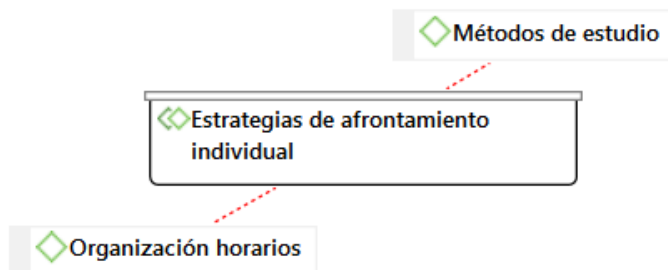 Métodos de estudio
Estrategias de afrontamiento
individual
Organización horarios